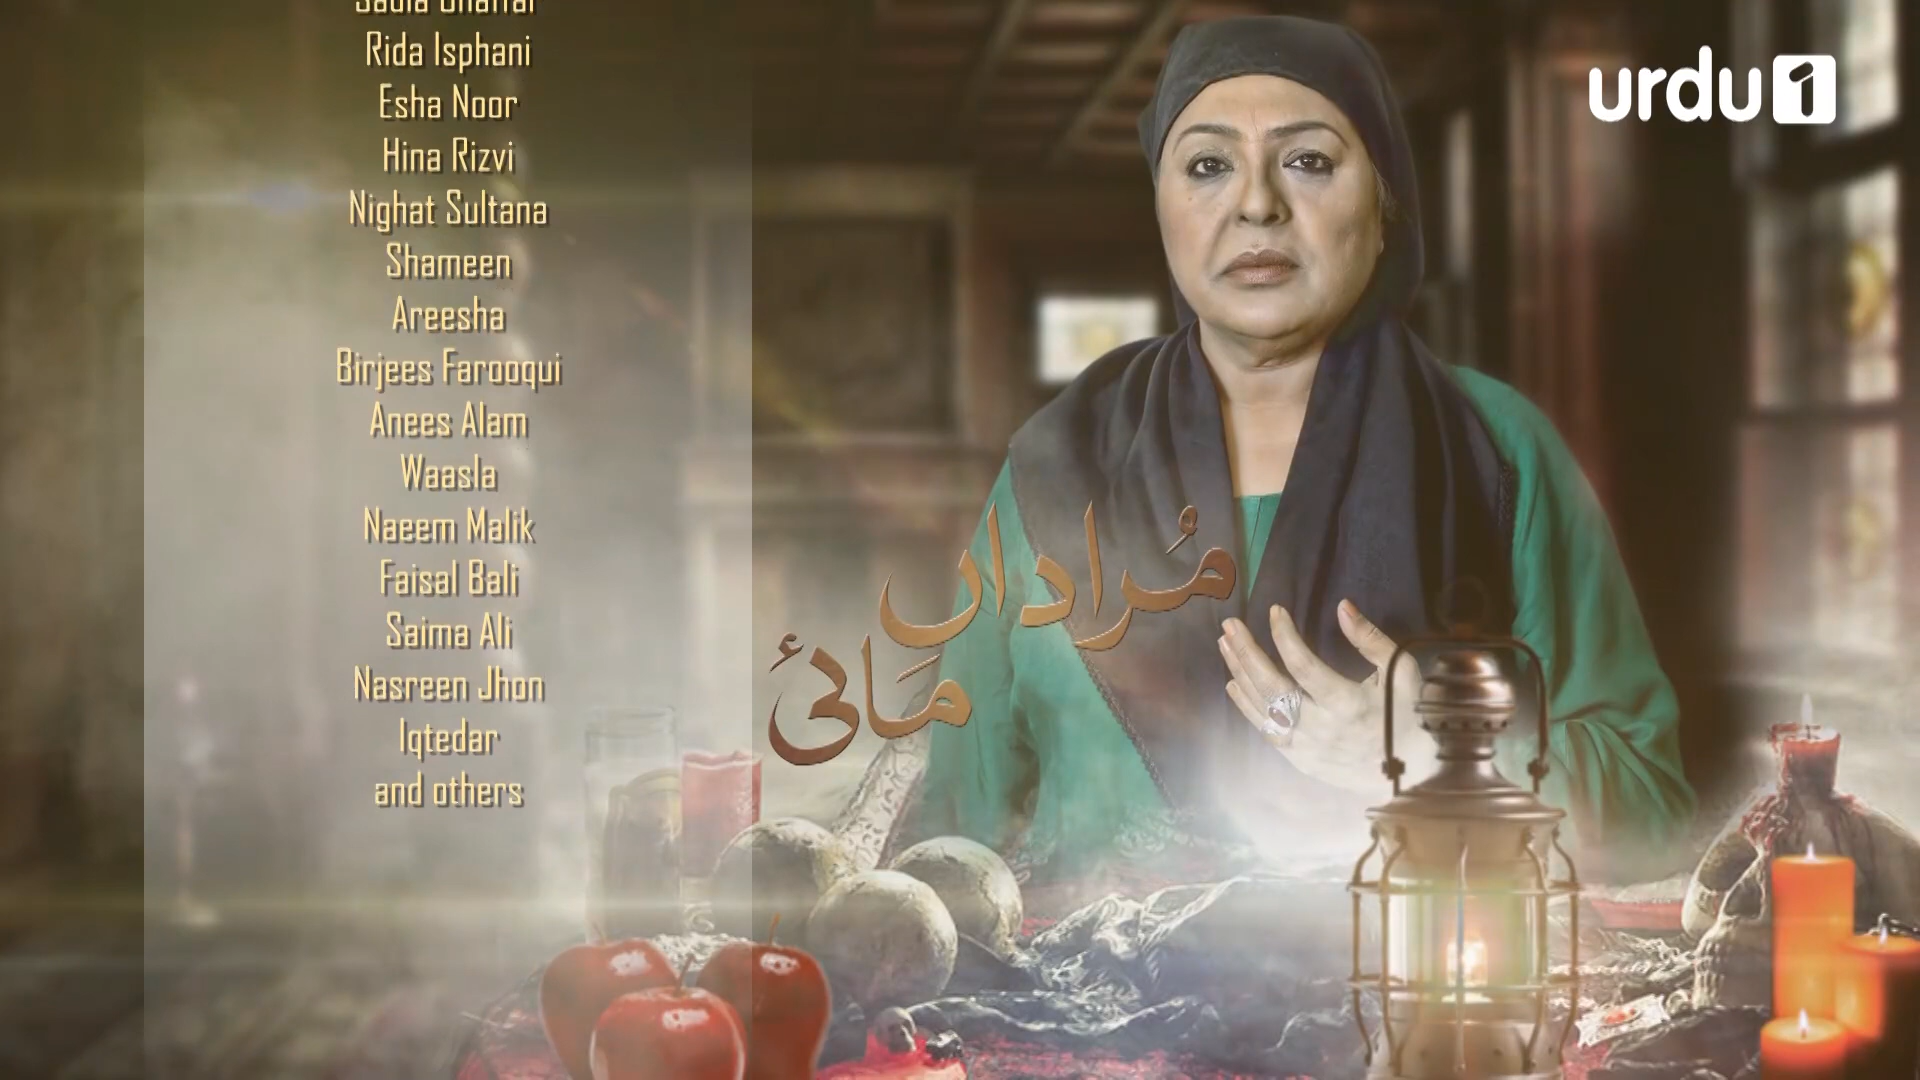 Rida Isphani
Esha Noor
Hina Rizvi
Nighat Sultana
Shameen
Areesha
Birjees Farooqui
Anees Alam
Waasla
Naeem Malik
Faisal Bali
Saima Ali
Nasreen Jhon
Iqtedar
and others
urdu1
مُراداں
مَائ